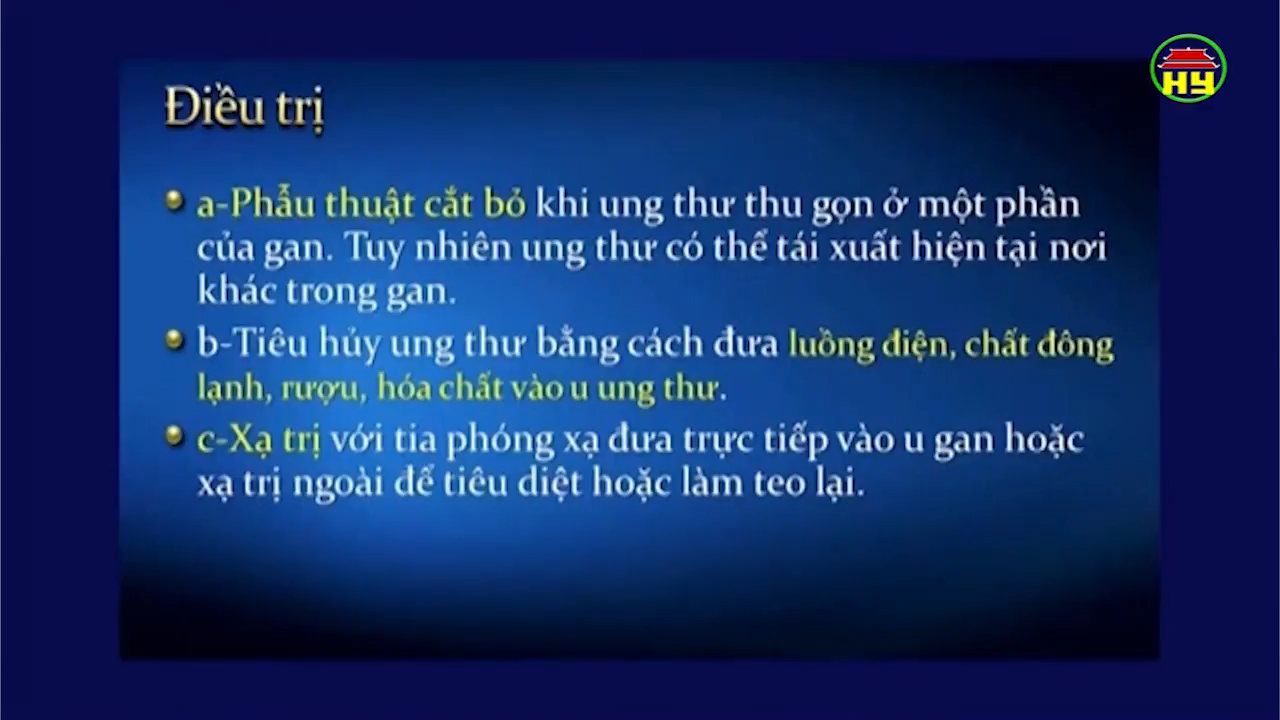 HY
Điều trị
a-Phẫu thuật cắt bỏ khi ung thư thu gọn ở một phần
của gan. Tuy nhiên ung thư có thể tái xuất hiện tại nơi
khác trong gan.
b-Tiêu hủy ung thư bằng cách đưa luồng điện, chất đông
lạnh, rượu, hóa chất vào u ung thư.
c-Xạ trị với tia phóng xạ đưa trực tiếp vào u gan hoặc
xạ trị ngoài để tiêu diệt hoặc làm teo lại.